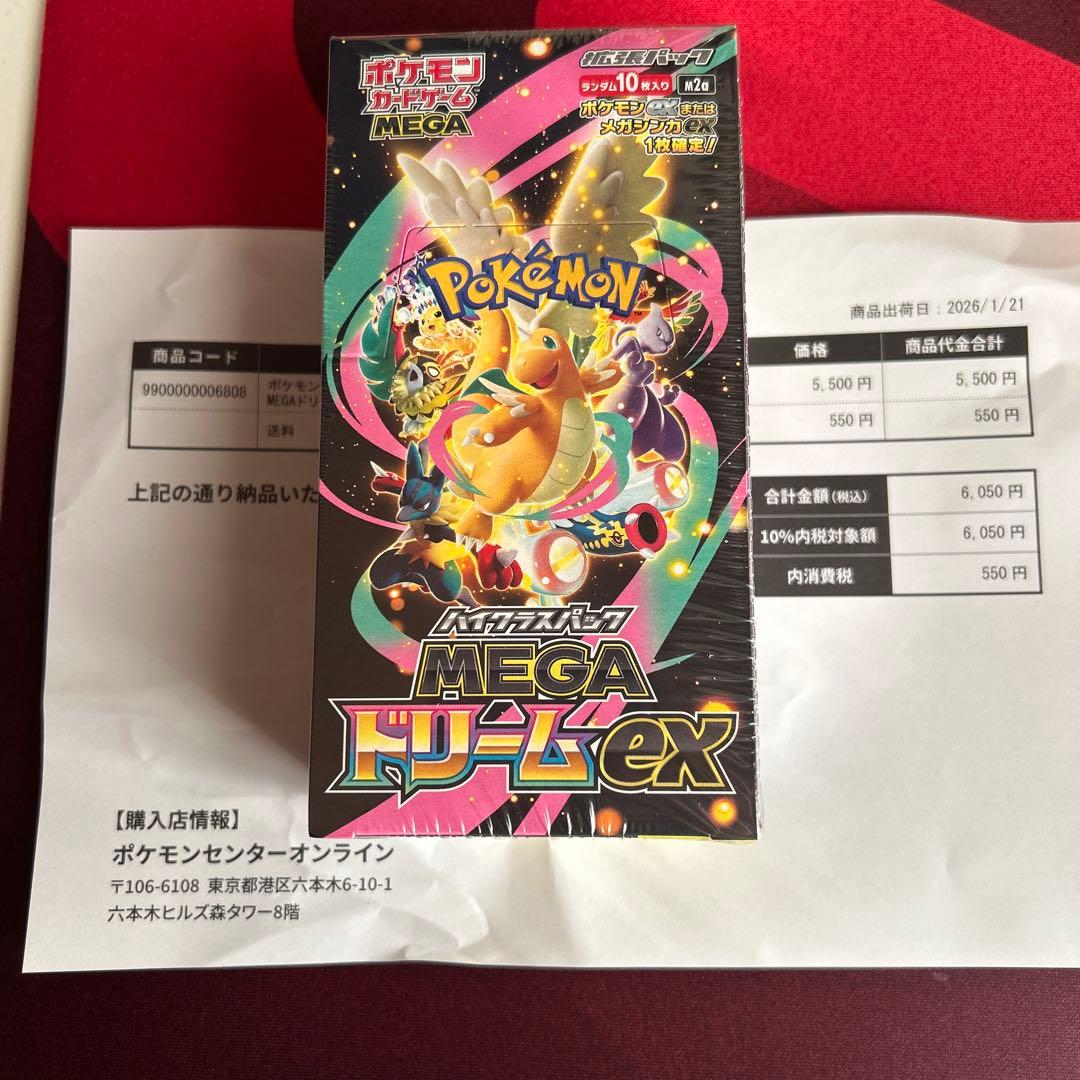 ポケモン
カードゲーム
MEGA
拡張パック
ランダム10枚入り M2a
ポケモンexまたは
メガシンカex
1枚確定!
POKÉMON
TM
ハイクラスパック
MEGA
ドリームex
商品出荷日:2026/1/21
商品コード 価格 商品代金合計
9900000006808 ポケモン
MEGAドリ 5,500 円 5,500 円
送料 550 円 550 円
上記の通り納品いた
合計金額(税込) 6,050 円
10%内税対象額 6,050 円
内消費税 550 円
【購入店情報】
ポケモンセンターオンライン
〒106-6108 東京都港区六本木6-10-1
六本木ヒルズ森タワー8階